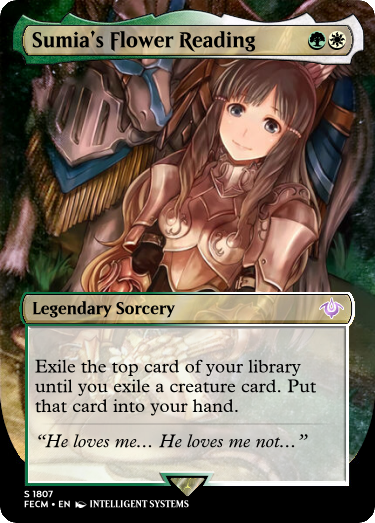 Sumia's Flower Reading
Legendary Sorcery
Exile the top card of your library
until you exile a creature card. Put
that card into your hand.
“He loves me… He loves me not…”
S 1807
FECM • EN INTELLIGENT SYSTEMS